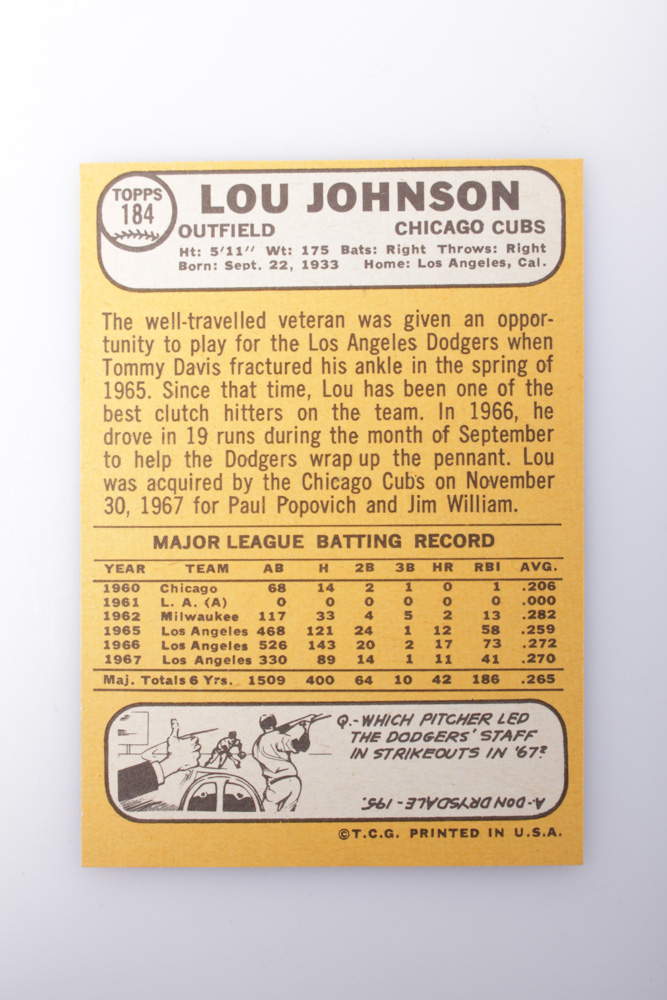 TOPPS
184
LOU JOHNSON
OUTFIELD CHICAGO CUBS
Ht: 5'11" Wt: 175 Bats: Right Throws: Right
Born: Sept. 22, 1933 Home: Los Angeles, Cal.
The well-travelled veteran was given an oppor-
tunity to play for the Los Angeles Dodgers when
Tommy Davis fractured his ankle in the spring of
1965. Since that time, Lou has been one of the
best clutch hitters on the team. In 1966, he
drove in 19 runs during the month of September
to help the Dodgers wrap up the pennant. Lou
was acquired by the Chicago Cubs on November
30, 1967 for Paul Popovich and Jim William.
MAJOR LEAGUE BATTING RECORD
YEAR TEAM AB H 2B 3B HR RBI AVG.
1960 Chicago 68 14 2 1 0 1 .206
1961 L. A. (A) 0 0 0 0 0 0 .000
1962 Milwaukee 117 33 4 5 2 13 .282
1965 Los Angeles 468 121 24 1 12 58 .259
1966 Los Angeles 526 143 20 2 17 73 .272
1967 Los Angeles 330 89 14 1 11 41 .270
Maj. Totals 6 Yrs. 1509 400 64 10 42 186 .265
Q.-WHICH PITCHER LED
THE DODGERS' STAFF
IN STRIKEOUTS IN '67?
A-DON DRYSDALE-196.
©T.C.G. PRINTED IN U.S.A.